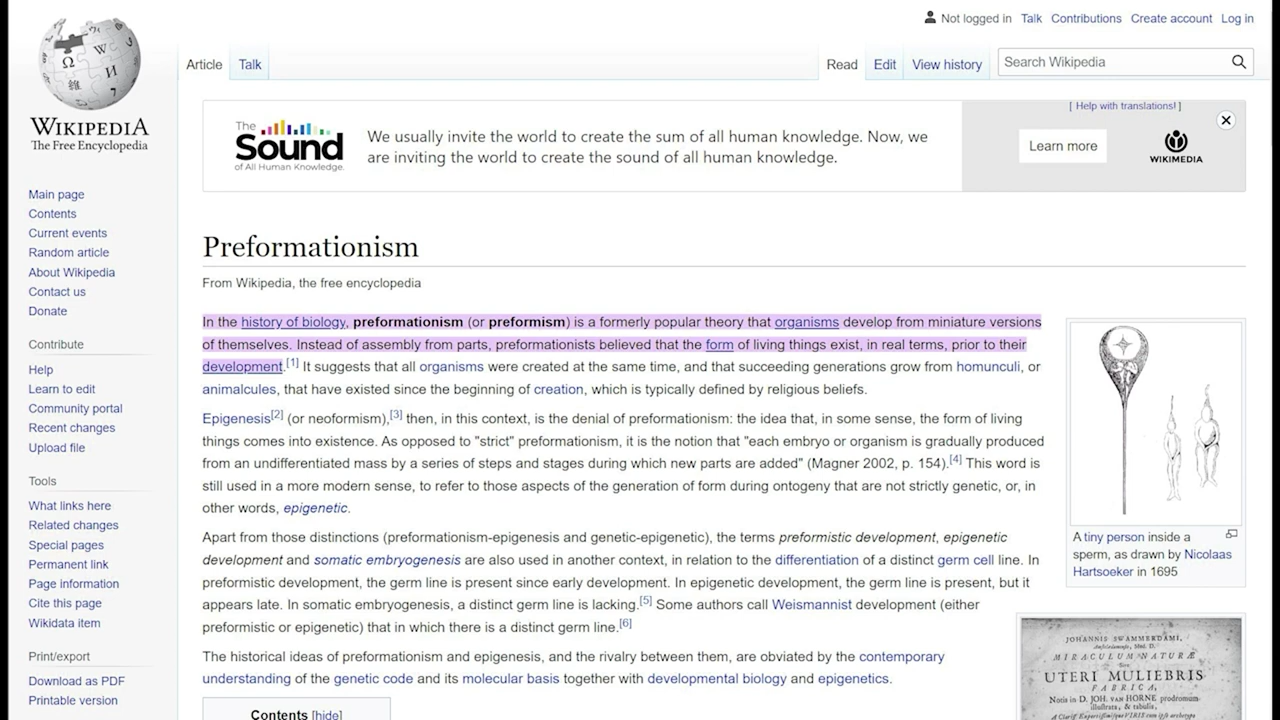 Not logged in Talk Contributions Create account Log in
Article Talk Read Edit View history Search Wikipedia
WIKIPEDIA
The Free Encyclopedia
Main page
Contents
Current events
Random article
About Wikipedia
Contact us
Donate
Contribute
Help
Learn to edit
Community portal
Recent changes
Upload file
Tools
What links here
Related changes
Special pages
Permanent link
Page information
Cite this page
Wikidata item
Print/export
Download as PDF
Printable version
The
Sound
of All Human Knowledge.
We usually invite the world to create the sum of all human knowledge. Now, we
are inviting the world to create the sound of all human knowledge.
[ Help with translations! ]
Learn more
WIKIMEDIA
Preformationism
From Wikipedia, the free encyclopedia
In the history of biology, preformationism (or preformism) is a formerly popular theory that organisms develop from miniature versions
of themselves. Instead of assembly from parts, preformationists believed that the form of living things exist, in real terms, prior to their
development.[1] It suggests that all organisms were created at the same time, and that succeeding generations grow from homunculi, or
animalcules, that have existed since the beginning of creation, which is typically defined by religious beliefs.
Epigenesis[2] (or neoformism),[3] then, in this context, is the denial of preformationism: the idea that, in some sense, the form of living
things comes into existence. As opposed to "strict" preformationism, it is the notion that "each embryo or organism is gradually produced
from an undifferentiated mass by a series of steps and stages during which new parts are added" (Magner 2002, p. 154).[4] This word is
still used in a more modern sense, to refer to those aspects of the generation of form during ontogeny that are not strictly genetic, or, in
other words, epigenetic.
Apart from those distinctions (preformationism-epigenesis and genetic-epigenetic), the terms preformistic development, epigenetic
development and somatic embryogenesis are also used in another context, in relation to the differentiation of a distinct germ cell line. In
preformistic development, the germ line is present since early development. In epigenetic development, the germ line is present, but it
appears late. In somatic embryogenesis, a distinct germ line is lacking.[5] Some authors call Weismannist development (either
preformistic or epigenetic) that in which there is a distinct germ line.[6]
The historical ideas of preformationism and epigenesis, and the rivalry between them, are obviated by the contemporary
understanding of the genetic code and its molecular basis together with developmental biology and epigenetics.
Contents [hide]
A tiny person inside a
sperm, as drawn by Nicolaas
Hartsoeker in 1695
JOHANNIS SWAMMERDAMI,
MIRACULUM NATURÆ
UTERI MULIEBRIS
FABRICA,
Notis in D. JOH. van HORNE prodromum
illustrata, & tabulis,